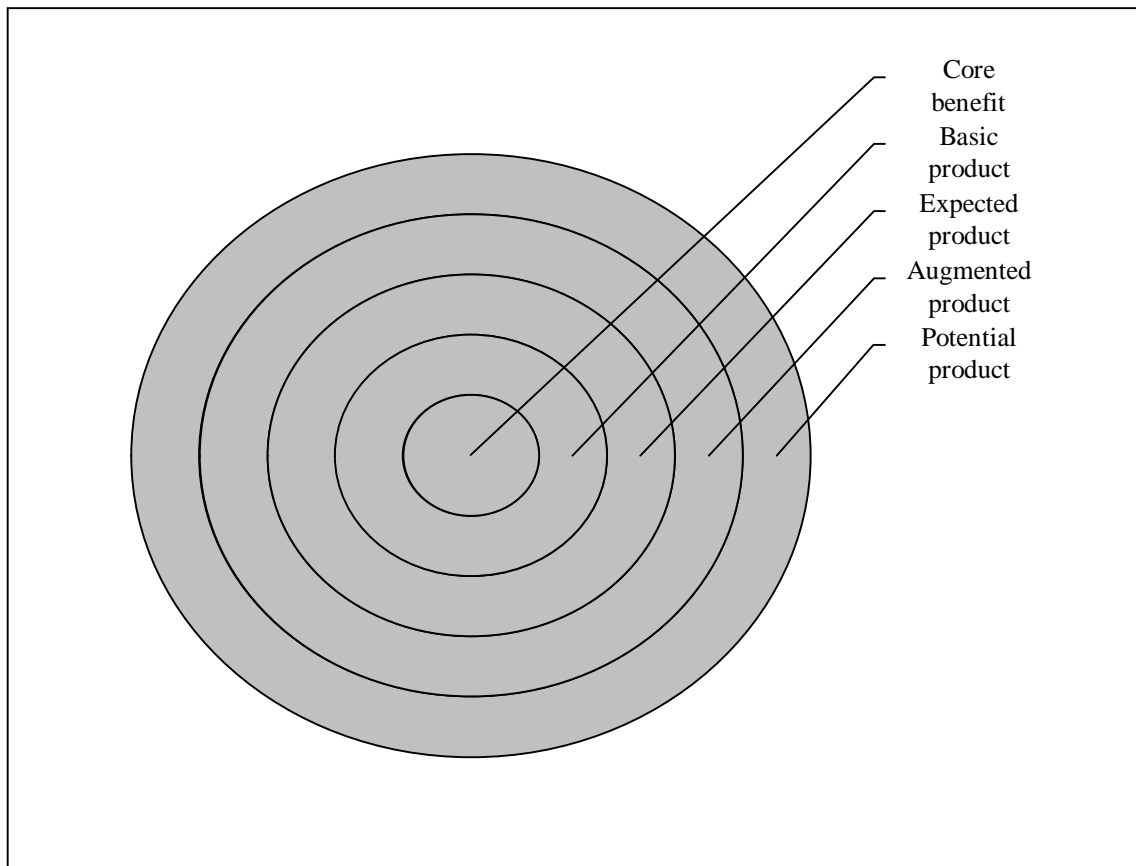 Core
benefit
Basic
product
Expected
product
Augmented
product
Potential
product